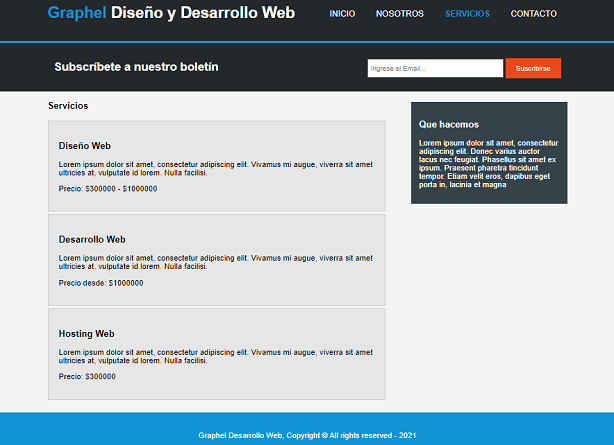 Graphel Diseño y Desarrollo Web
INICIO NOSOTROS SERVICIOS CONTACTO
Subscríbete a nuestro boletín
Ingrese el Email...
Suscribirse
Servicios
Diseño Web
Lorem ipsum dolor sit amet, consectetur adipiscing elit. Vivamus mi augue, viverra sit amet
ultricies at, vulputate id lorem. Nulla facilisi.
Precio: $300000 - $1000000
Desarrollo Web
Lorem ipsum dolor sit amet, consectetur adipiscing elit. Vivamus mi augue, viverra sit amet
ultricies at, vulputate id lorem. Nulla facilisi.
Precio desde: $1000000
Hosting Web
Lorem ipsum dolor sit amet, consectetur adipiscing elit. Vivamus mi augue, viverra sit amet
ultricies at, vulputate id lorem. Nulla facilisi.
Precio: $300000
Que hacemos
Lorem ipsum dolor sit amet, consectetur
adipiscing elit. Donec varius auctor
lacus nec feugiat. Phasellus sit amet ex
ipsum. Praesent pharetra tincidunt
tempor. Etiam velit eros, dapibus eget
porta in, lacinia et magna
Graphel Desarrollo Web, Copyright © All rights reserved - 2021